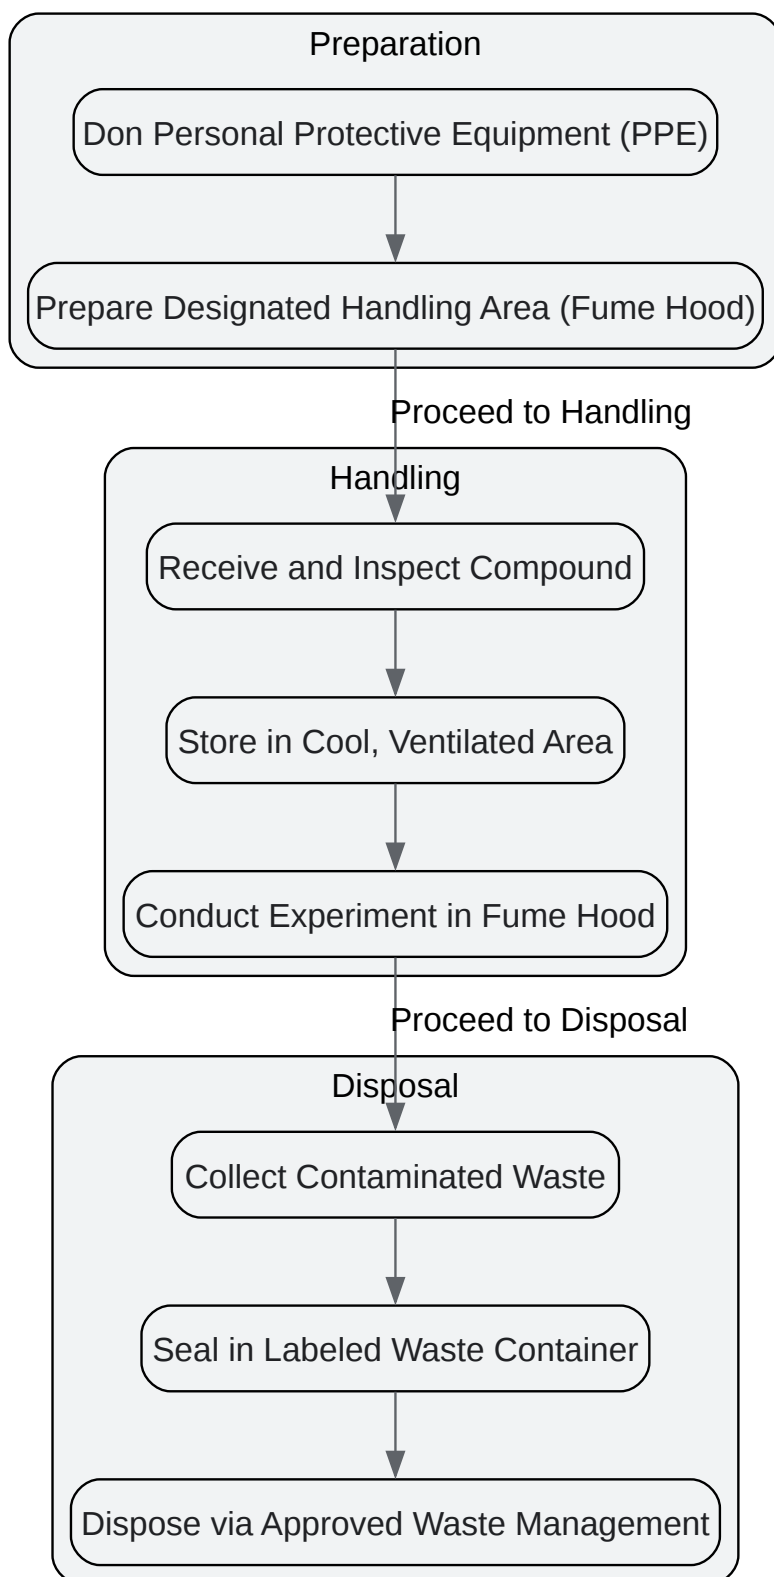 Preparation
Don Personal Protective Equipment (PPE)
Prepare Designated Handling Area (Fume Hood)
Proceed to Handling
Handling
Receive and Inspect Compound
Store in Cool, Ventilated Area
Conduct Experiment in Fume Hood
Proceed to Disposal
Disposal
Collect Contaminated Waste
Seal in Labeled Waste Container
Dispose via Approved Waste Management